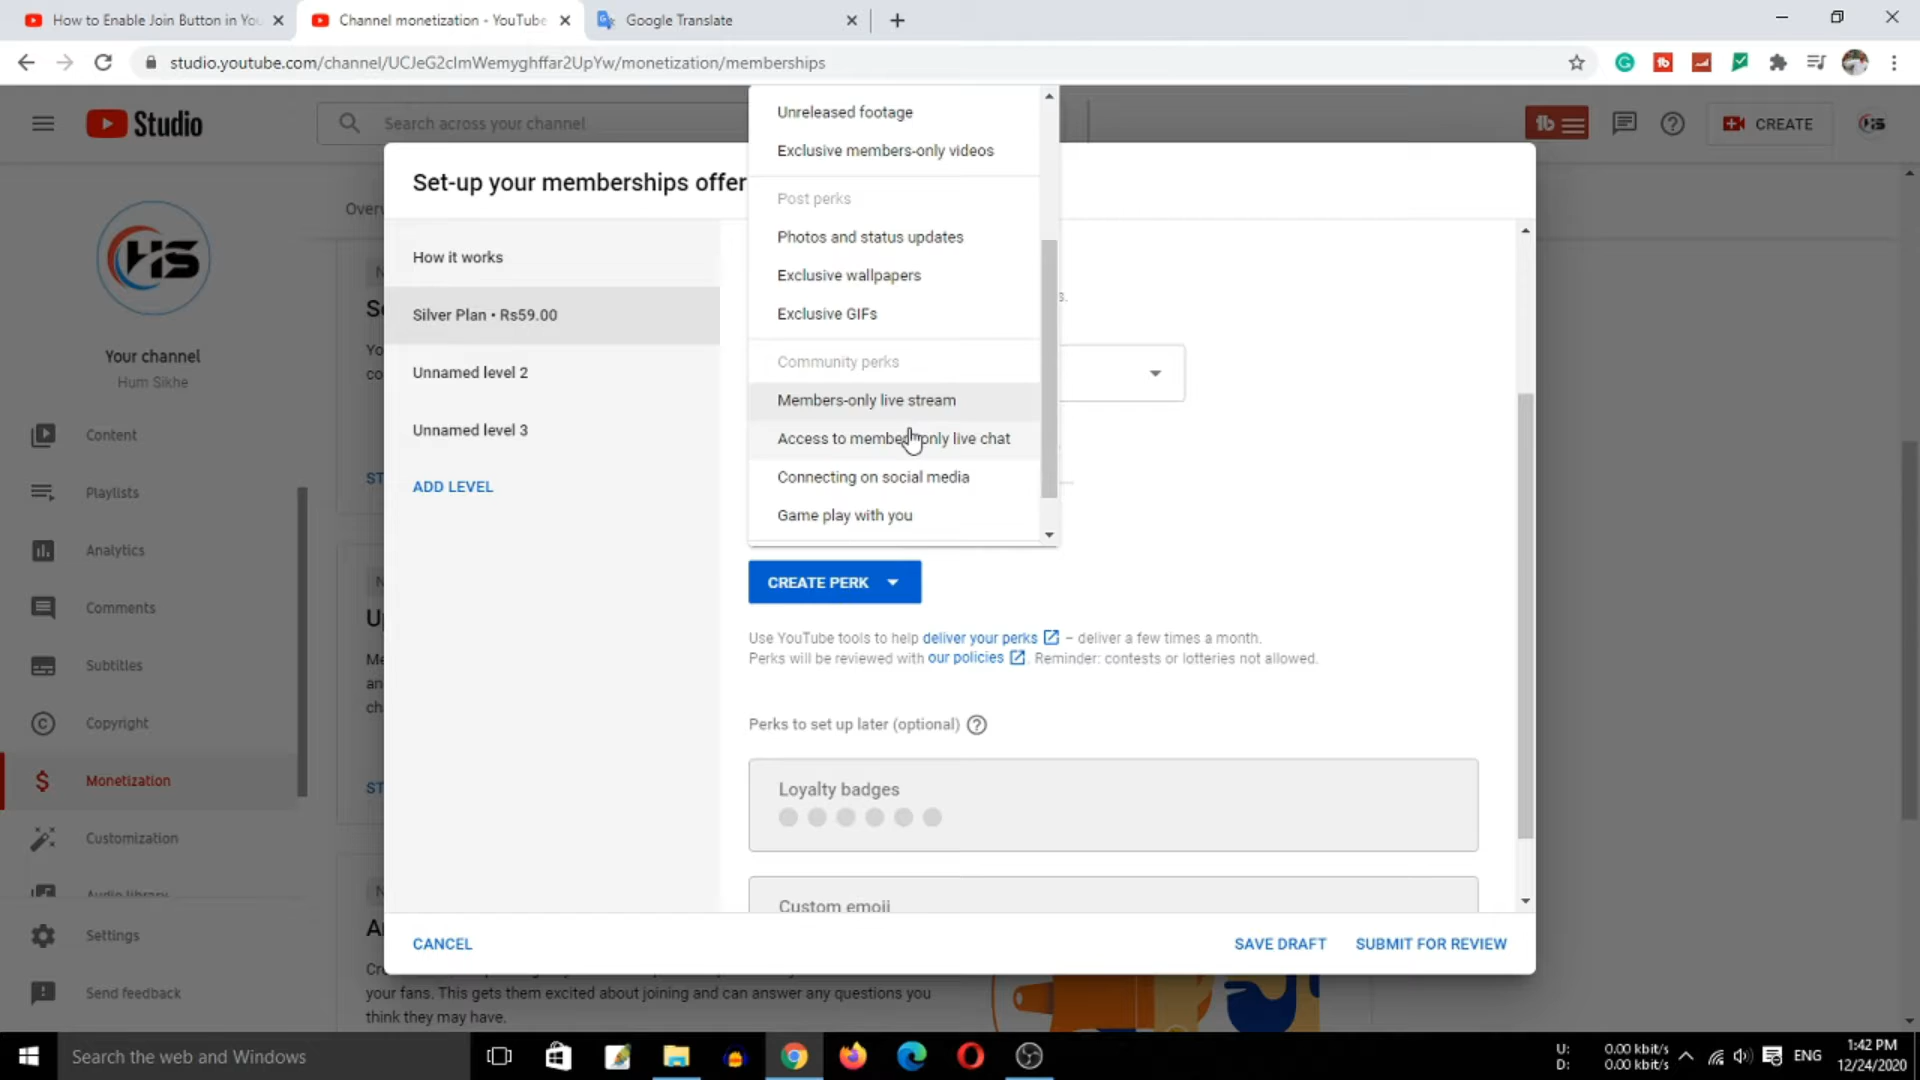 How to Enable Join Button in You
Channel monetization - YouTube
Google Translate
studio.youtube.com/channel/UCJeG2cImWemyghffar2UpYw/monetization/memberships
Studio
Search across your channel
CREATE
HS
Your channel
Hum Sikhe
Content
Playlists
Analytics
Comments
Subtitles
Copyright
Monetization
Customization
Audio library
Settings
Send feedback
Set-up your memberships offer
How it works
Silver Plan • Rs59.00
Unnamed level 2
Unnamed level 3
ADD LEVEL
Unreleased footage
Exclusive members-only videos
Post perks
Photos and status updates
Exclusive wallpapers
Exclusive GIFs
Community perks
Members-only live stream
Access to members-only live chat
Connecting on social media
Game play with you
CREATE PERK
Use YouTube tools to help deliver your perks – deliver a few times a month.
Perks will be reviewed with our policies . Reminder: contests or lotteries not allowed.
Perks to set up later (optional)
Loyalty badges
Custom emoji
CANCEL
SAVE DRAFT
SUBMIT FOR REVIEW
your fans. This gets them excited about joining and can answer any questions you
think they may have.
Search the web and Windows
U: 0.00 kbit/s
D: 0.00 kbit/s
ENG
1:42 PM
12/24/2020